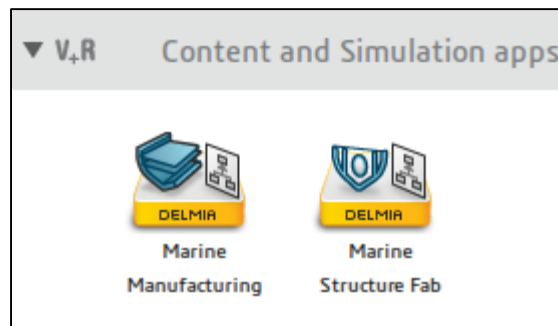 V+R Content and Simulation apps
DELMIA DELMIA
Marine Marine
Manufacturing Structure Fab